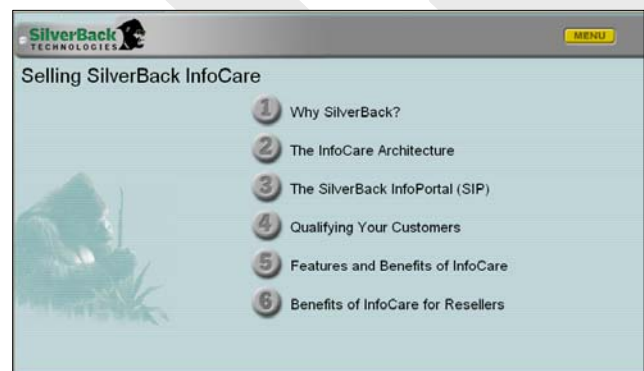 SilverBack
TECHNOLOGIES
MENU
Selling SilverBack InfoCare
1 Why SilverBack?
2 The InfoCare Architecture
3 The SilverBack InfoPortal (SIP)
4 Qualifying Your Customers
5 Features and Benefits of InfoCare
6 Benefits of InfoCare for Resellers